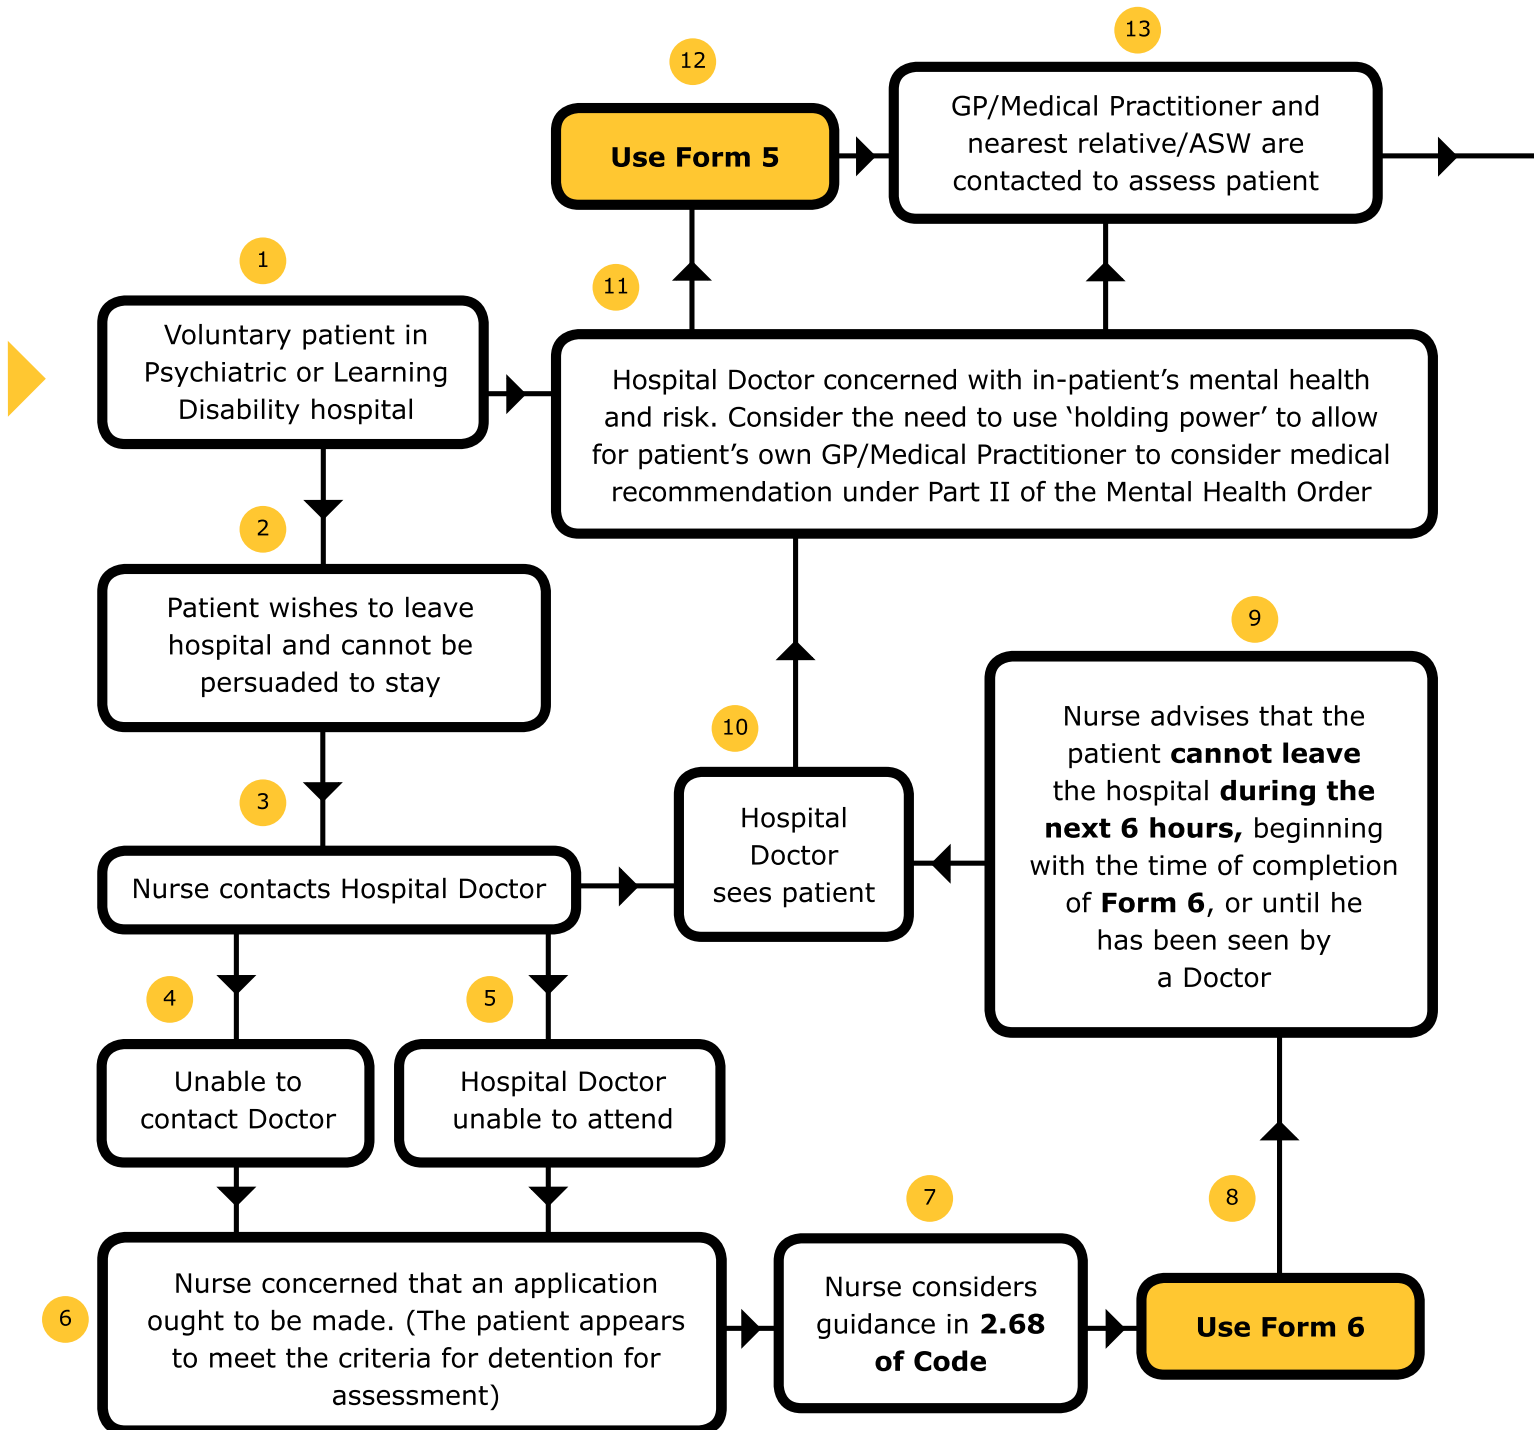 12
13
Use Form 5
GP/Medical Practitioner and
nearest relative/ASW are
contacted to assess patient
1
Voluntary patient in
Psychiatric or Learning
Disability hospital
11
Hospital Doctor concerned with in-patient’s mental health
and risk. Consider the need to use ‘holding power’ to allow
for patient’s own GP/Medical Practitioner to consider medical
recommendation under Part II of the Mental Health Order
2
Patient wishes to leave
hospital and cannot be
persuaded to stay
3
Nurse contacts Hospital Doctor
10
Hospital
Doctor
sees patient
9
Nurse advises that the
patient cannot leave
the hospital during the
next 6 hours, beginning
with the time of completion
of Form 6, or until he
has been seen by
a Doctor
4
Unable to
contact Doctor
5
Hospital Doctor
unable to attend
6
Nurse concerned that an application
ought to be made. (The patient appears
to meet the criteria for detention for
assessment)
7
Nurse considers
guidance in 2.68
of Code
8
Use Form 6